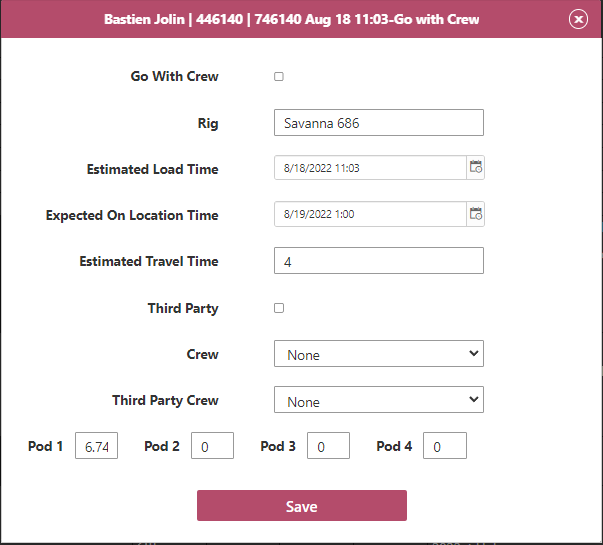 Bastien Jolin | 446140 | 746140 Aug 18 11:03-Go with Crew
Go With Crew
Rig Savanna 686
Estimated Load Time 8/18/2022 11:03
Expected On Location Time 8/19/2022 1:00
Estimated Travel Time 4
Third Party
Crew None
Third Party Crew None
Pod 1 6.74 Pod 2 0 Pod 3 0 Pod 4 0
Save